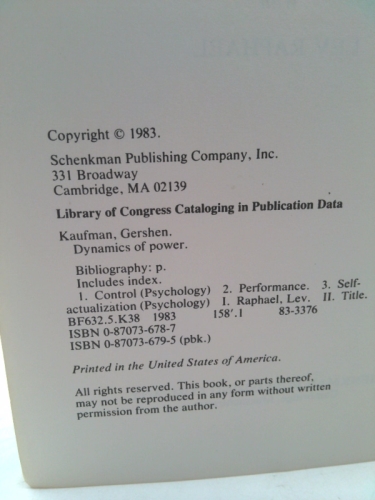 LEV RAPHAEL
Copyright © 1983.
Schenkman Publishing Company, Inc.
331 Broadway
Cambridge, MA 02139
Library of Congress Cataloging in Publication Data
Kaufman, Gershen.
Dynamics of power.
Bibliography: p.
Includes index.
1. Control (Psychology) 2. Performance. 3. Self-
actualization (Psychology) I. Raphael, Lev. II. Title.
BF632.5.K38 1983 158'.1 83-3376
ISBN 0-87073-678-7
ISBN 0-87073-679-5 (pbk.)
Printed in the United States of America.
All rights reserved. This book, or parts thereof,
may not be reproduced in any form without written
permission from the author.